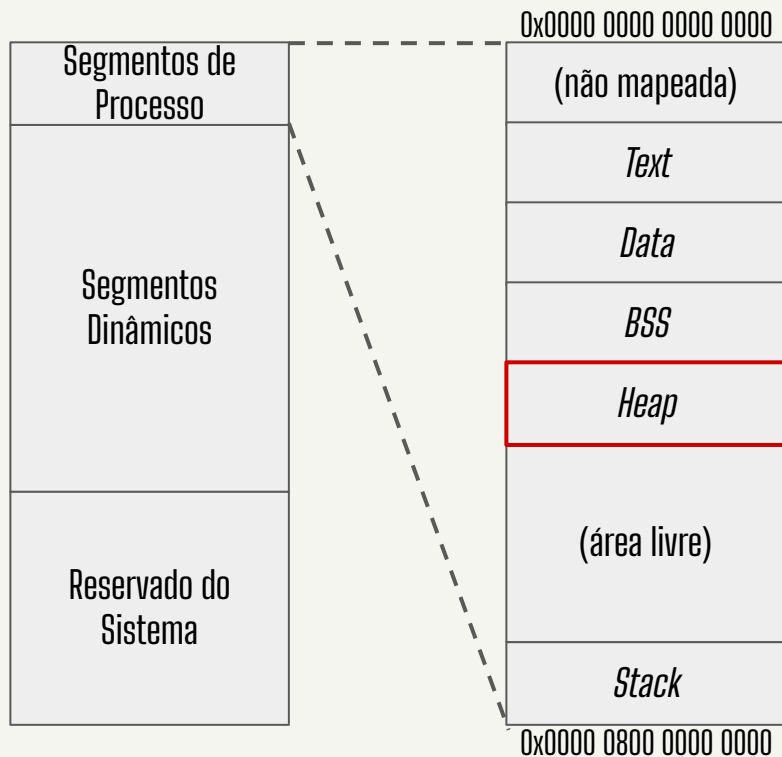 Segmentos de
Processo
Segmentos
Dinâmicos
Reservado do
Sistema
0x0000 0000 0000 0000
(não mapeada)
Text
Data
BSS
Heap
(área livre)
Stack
0x0000 0800 0000 0000